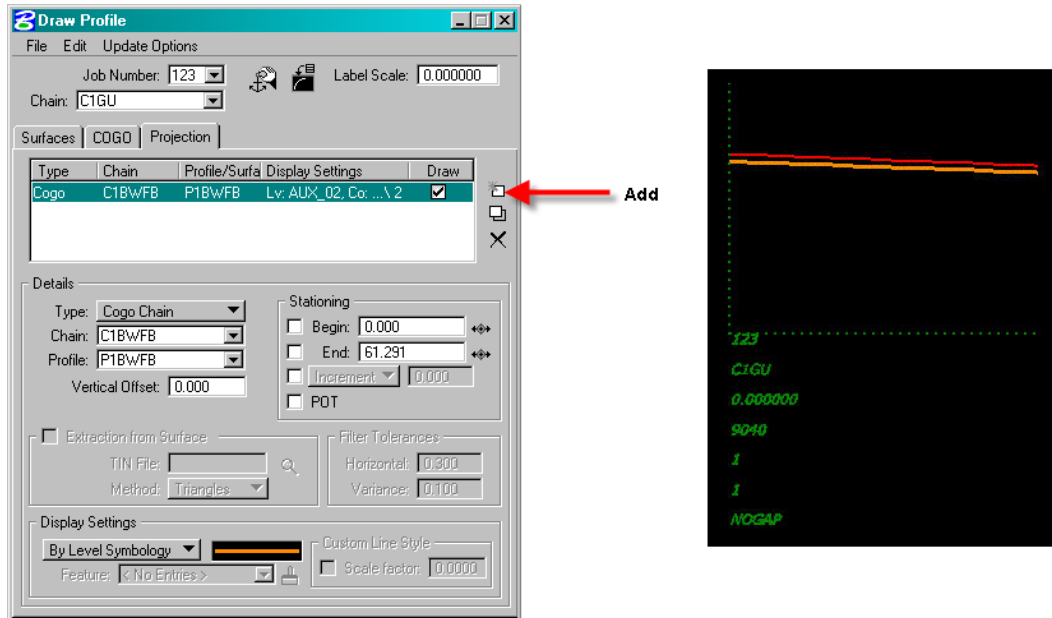 Draw Profile
File Edit Update Options
Job Number: 123 Label Scale: 0.000000
Chain: C1GU
Surfaces COGO Projection
Type Chain Profile/Surfa Display Settings Draw
Cogo C1BWFB P1BWFB Lv: AUX_02, Co: ...\ 2
Add
Details
Type: Cogo Chain
Chain: C1BWFB
Profile: P1BWFB
Vertical Offset: 0.000
Stationing
Begin: 0.000
End: 61.291
Increment 0.000
POT
Extraction from Surface
TIN File:
Method: Triangles
Filter Tolerances
Horizontal: 0.300
Variance: 0.100
Display Settings
By Level Symbology
Feature: < No Entries >
Custom Line Style
Scale factor: 0.0000
123
C1GU
0.000000
9040
1
1
NOGAP